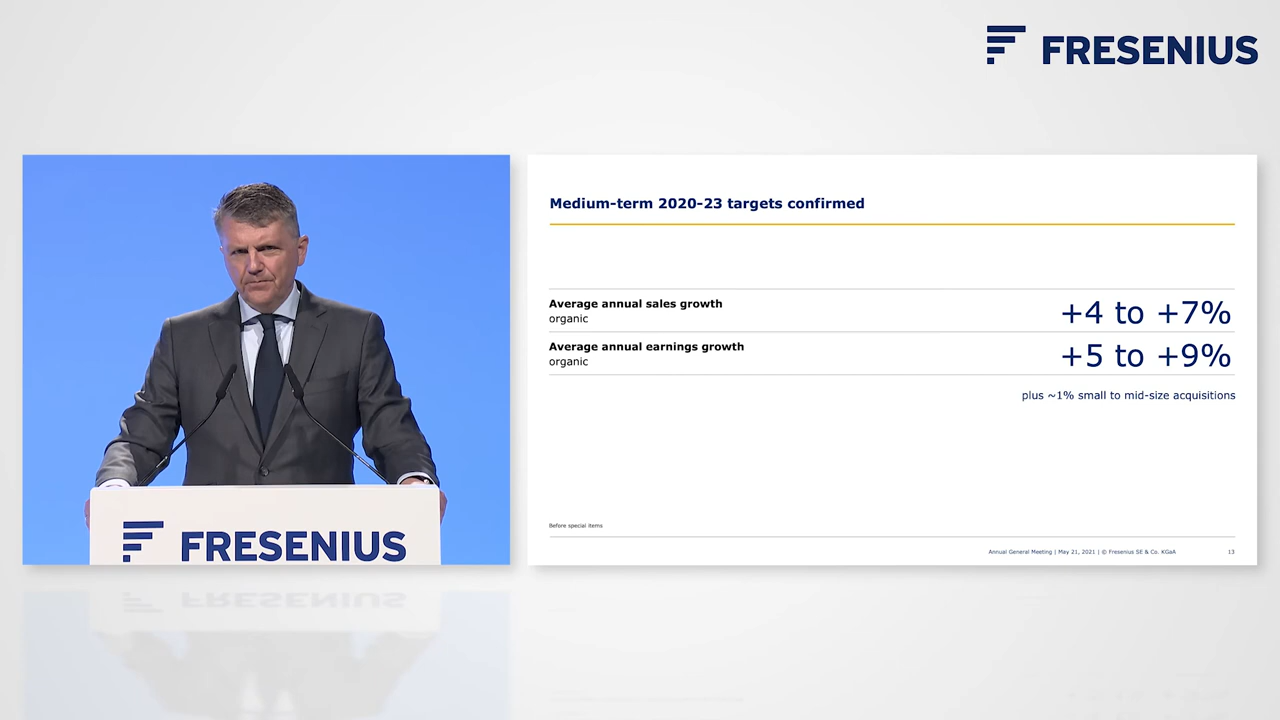 FRESENIUS
Medium-term 2020-23 targets confirmed
Average annual sales growth
organic
+4 to +7%
Average annual earnings growth
organic
+5 to +9%
plus ~1% small to mid-size acquisitions
Before special items
Annual General Meeting | May 21, 2021 | © Fresenius SE & Co. KGaA 13
FRESENIUS